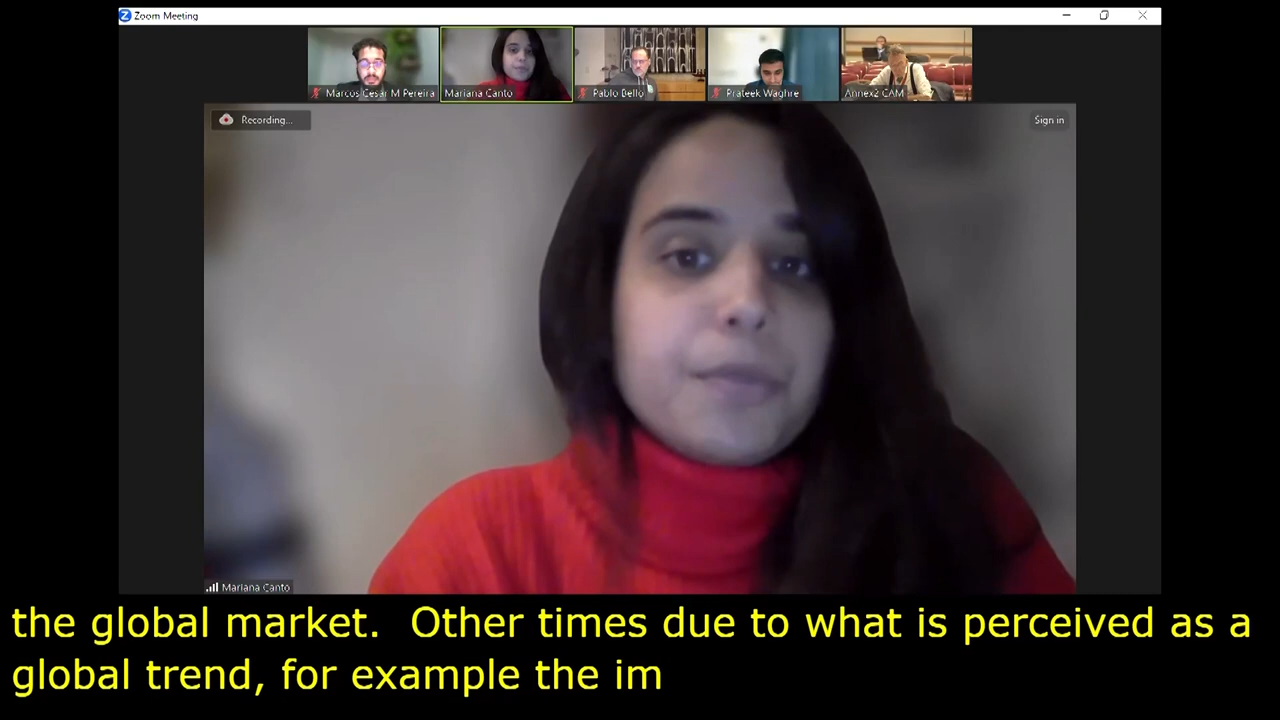 Zoom Meeting
Marcos Cesar M Pereira
Mariana Canto
Pablo Bello
Prateek Waghre
Annex2 CAM
Recording...
Sign in
Mariana Canto
the global market.  Other times due to what is perceived as a
global trend, for example the im